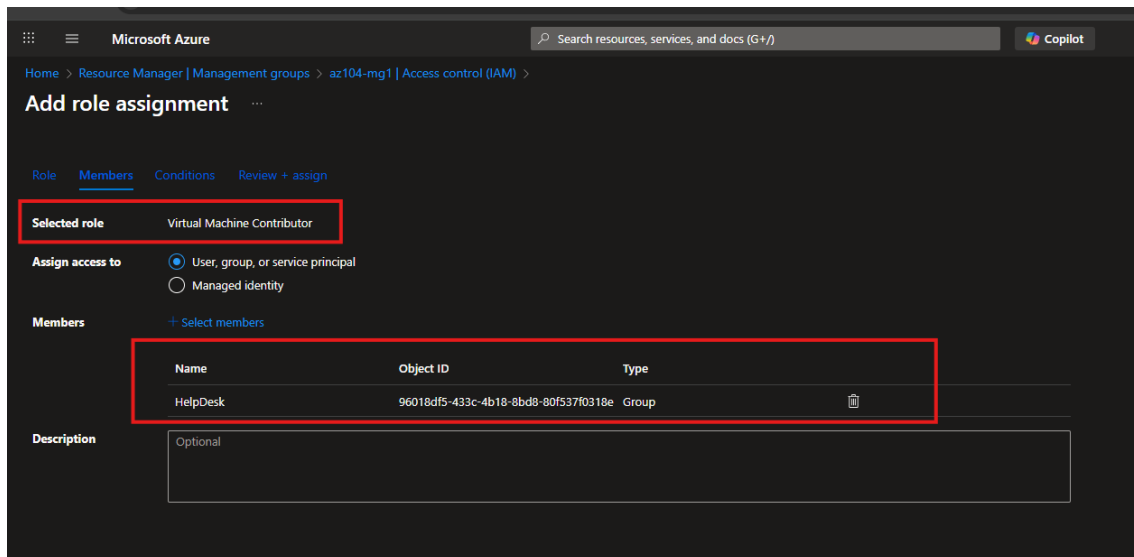 Microsoft Azure
Search resources, services, and docs (G+/)
Copilot
Home > Resource Manager | Management groups > az104-mg1 | Access control (IAM) >
Add role assignment ...
Role Members Conditions Review + assign
Selected role Virtual Machine Contributor
Assign access to User, group, or service principal
Managed identity
Members + Select members
Name Object ID Type
HelpDesk 96018df5-433c-4b18-8bd8-80f537f0318e Group
Description Optional